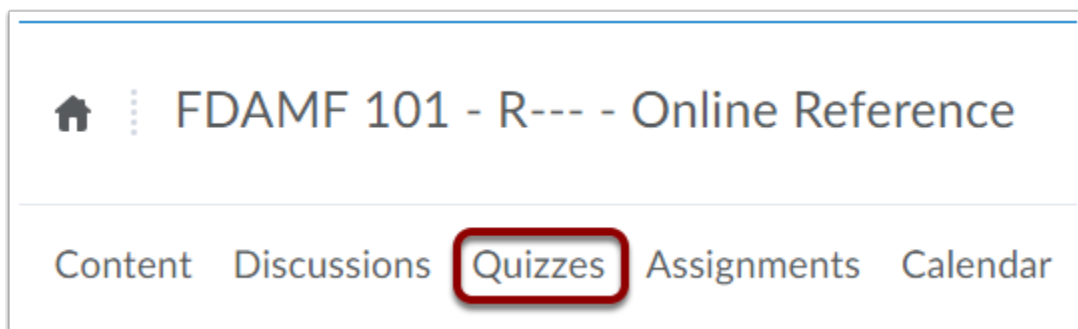 FDAMF 101 - R--- - Online Reference
Content Discussions Quizzes Assignments Calendar